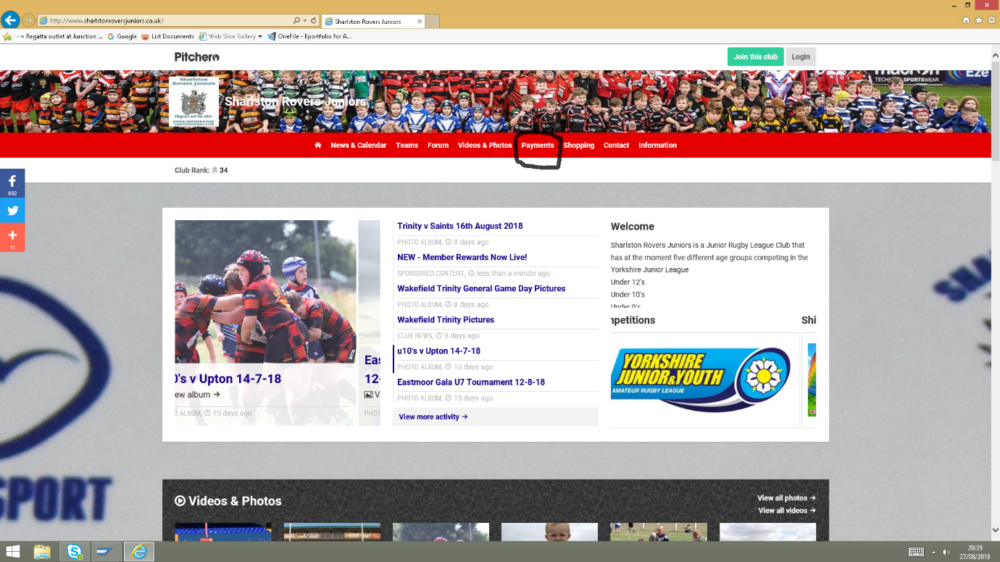 http://www.sharlstonroversjuniors.co.uk/
Sharlston Rovers Juniors
Regatta outlet at Junction ...
Google
List Documents
Web Slice Gallery
OneFile - Eportfolio for A...
Pitchero
Join this club
Login
Sharlston
Rovers Juniors
Disgrace not the altar
Sharlston Rovers Juniors
macron
TECHNICAL SPORTSWEAR
Eze
News & Calendar
Teams
Forum
Videos & Photos
Payments
Shopping
Contact
Information
Club Rank: 34
882
11
0's v Upton 14-7-18
ew album →
O ALBUM, 10 days ago
Eas
12-
V
PHOT
Trinity v Saints 16th August 2018
PHOTO ALBUM, 8 days ago
NEW - Member Rewards Now Live!
SPONSORED CONTENT, less than a minute ago
Wakefield Trinity General Game Day Pictures
PHOTO ALBUM, 8 days ago
Wakefield Trinity Pictures
CLUB NEWS, 8 days ago
u10's v Upton 14-7-18
PHOTO ALBUM, 10 days ago
Eastmoor Gala U7 Tournament 12-8-18
PHOTO ALBUM, 15 days ago
View more activity →
Welcome
Sharlston Rovers Juniors is a Junior Rugby League Club that
has at the moment five different age groups competing in the
Yorkshire Junior League
Under 12's
Under 10's
Under 9's
npetitions
Shi
YORKSHIRE
JUNIOR & YOUTH
AMATEUR RUGBY LEAGUE
SHA
SPORT
Videos & Photos
View all photos →
View all videos →
20:35
27/08/2018